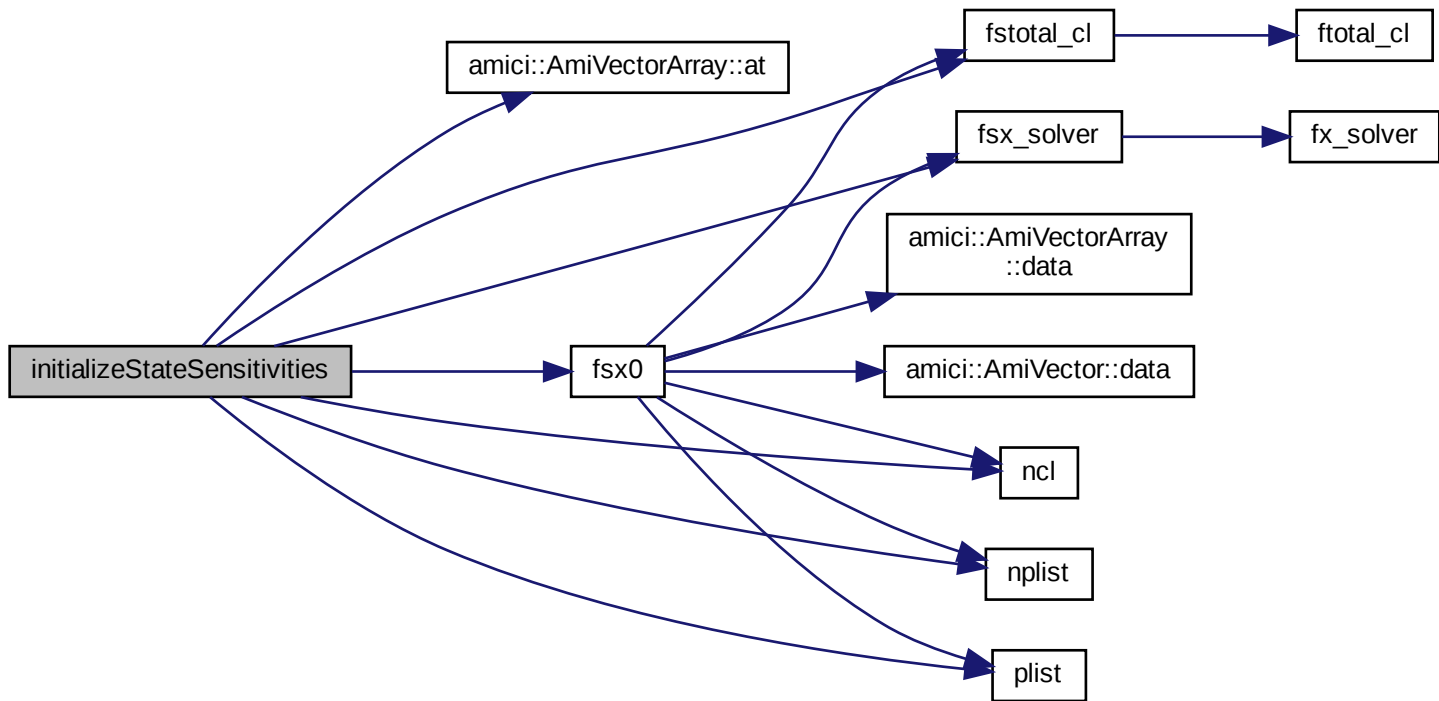 fstotal_cl
ftotal_cl
amici::AmiVectorArray::at
fsx_solver
fx_solver
amici::AmiVectorArray
::data
initializeStateSensitivities
fsx0
amici::AmiVector::data
ncl
nplist
plist